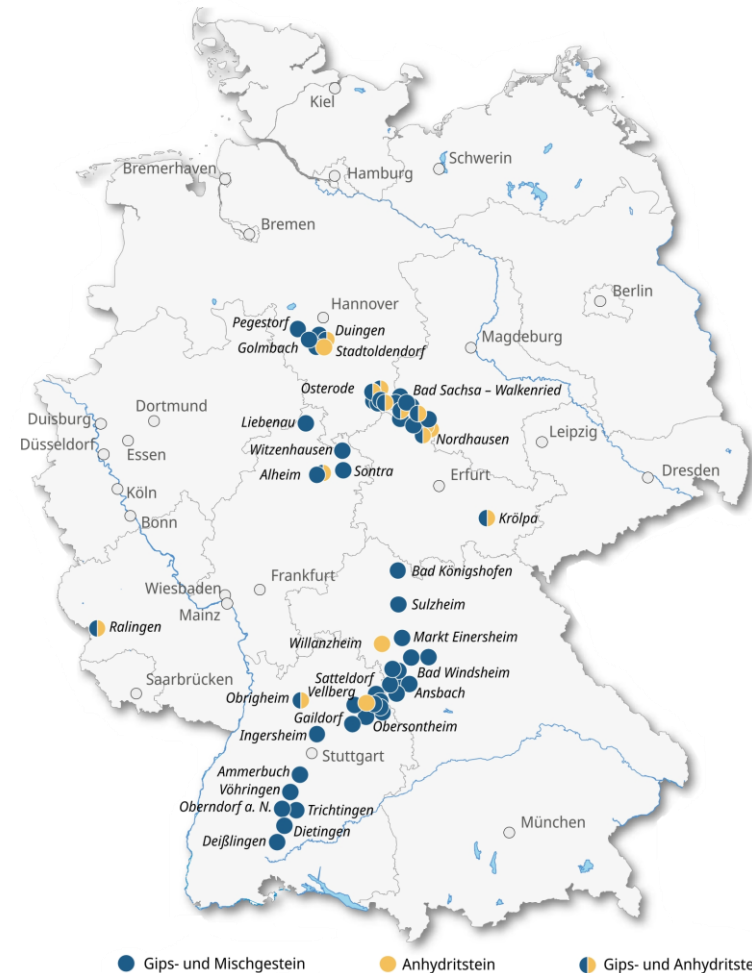 Kiel
Schwerin
Bremerhaven
Hamburg
Bremen
Berlin
Hannover
Pegestorf
Duingen
Magdeburg
Golmbach
Stadtoldendorf
Osterode
Bad Sachsa – Walkenried
Dortmund
Liebenau
Duisburg
Nordhausen
Leipzig
Düsseldorf
Essen
Witzenhausen
Alheim
Sontra
Erfurt
Dresden
Köln
Krölpa
Bonn
Bad Königshofen
Frankfurt
Wiesbaden
Sulzheim
Mainz
Ralingen
Markt Einersheim
Willanzheim
Bad Windsheim
Satteldorf
Saarbrücken
Vellberg
Ansbach
Obrigheim
Gaildorf
Obersontheim
Ingersheim
Stuttgart
Ammerbuch
Vöhringen
Oberndorf a. N.
Trichtingen
München
Dietingen
Deißlingen
Gips- und Mischgestein
Anhydritstein
Gips- und Anhydritste